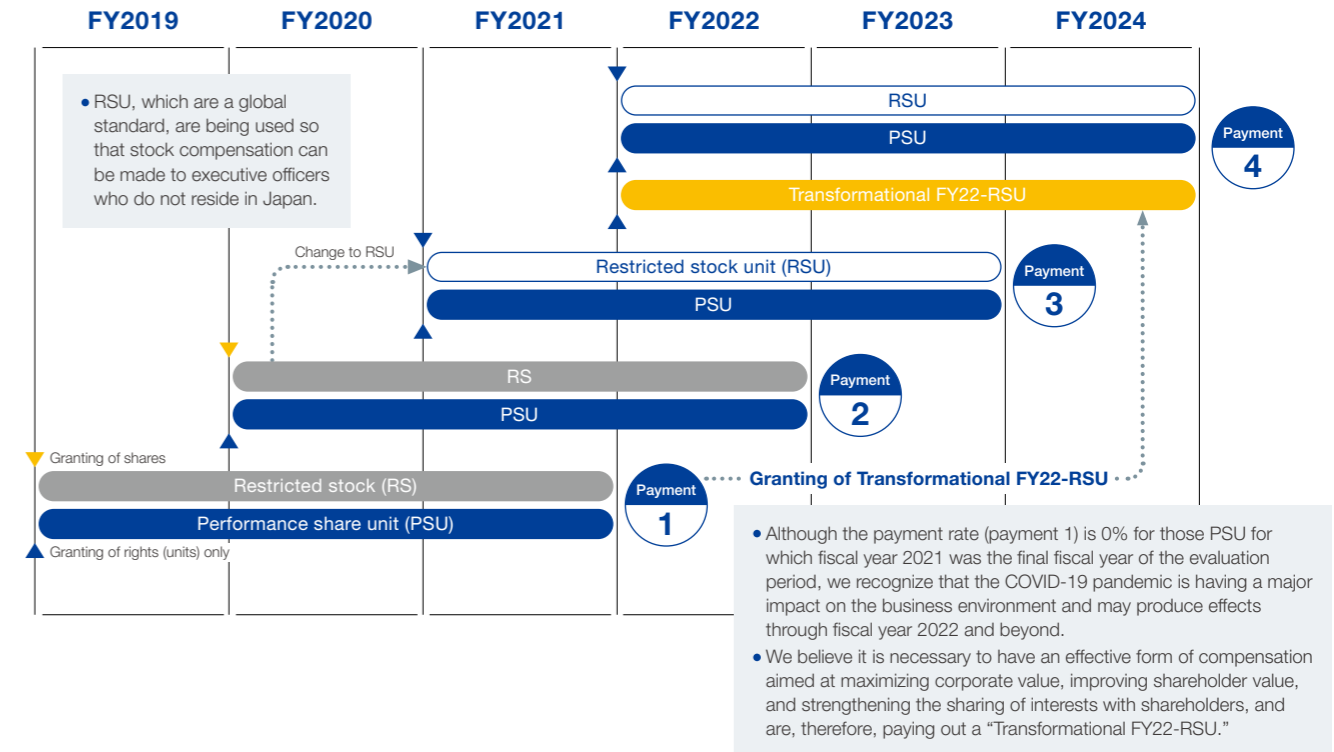 FY2019 FY2020 FY2021 FY2022 FY2023 FY2024
• RSU, which are a global
standard, are being used so
that stock compensation can
be made to executive officers
who do not reside in Japan.
RSU
PSU
Payment
4
Transformational FY22-RSU
Change to RSU
Restricted stock unit (RSU)
PSU
Payment
3
RS
PSU
Payment
2
Granting of shares
Restricted stock (RS)
Performance share unit (PSU)
Granting of rights (units) only
Payment
1
Granting of Transformational FY22-RSU
• Although the payment rate (payment 1) is 0% for those PSU for
which fiscal year 2021 was the final fiscal year of the evaluation
period, we recognize that the COVID-19 pandemic is having a major
impact on the business environment and may produce effects
through fiscal year 2022 and beyond.
• We believe it is necessary to have an effective form of compensation
aimed at maximizing corporate value, improving shareholder value,
and strengthening the sharing of interests with shareholders, and
are, therefore, paying out a “Transformational FY22-RSU.”